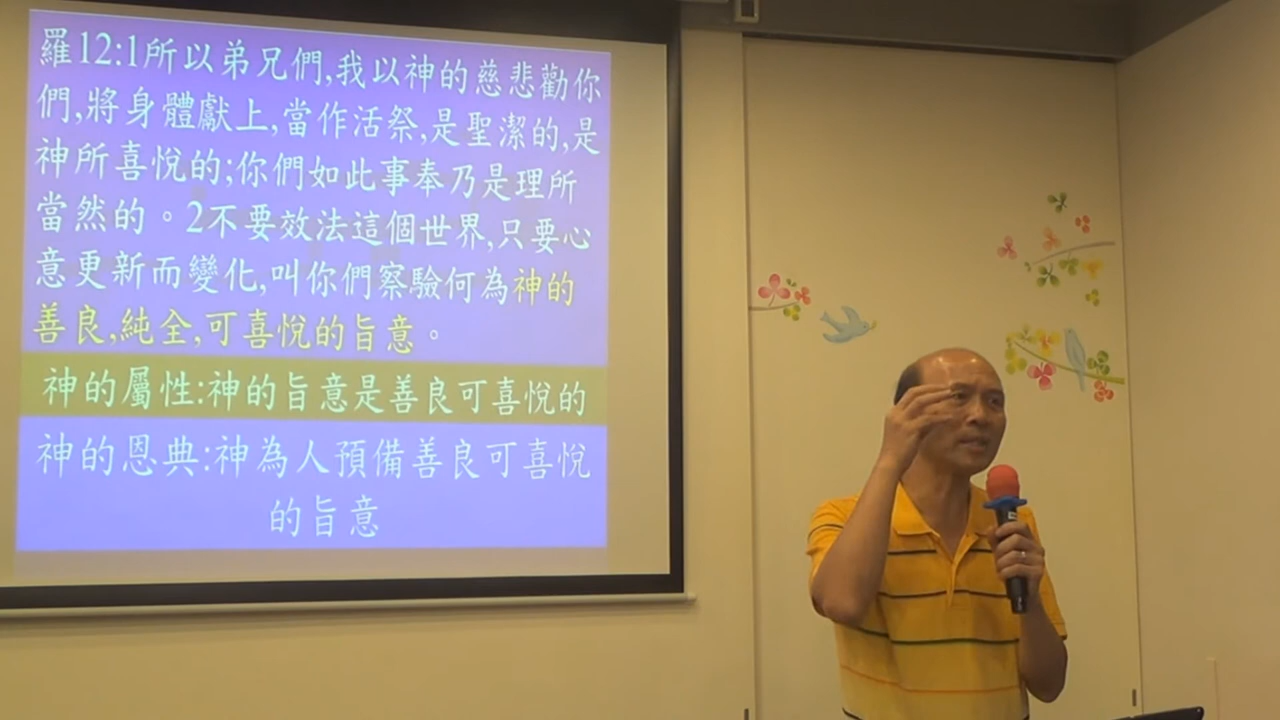 羅12:1所以弟兄們,我以神的慈悲勸你
們,將身體獻上,當作活祭,是聖潔的,是
神所喜悅的;你們如此事奉乃是理所
當然的。2不要效法這個世界,只要心
意更新而變化,叫你們察驗何為神的
善良,純全,可喜悅的旨意。
神的屬性:神的旨意是善良可喜悅的
神的恩典:神為人預備善良可喜悅
的旨意